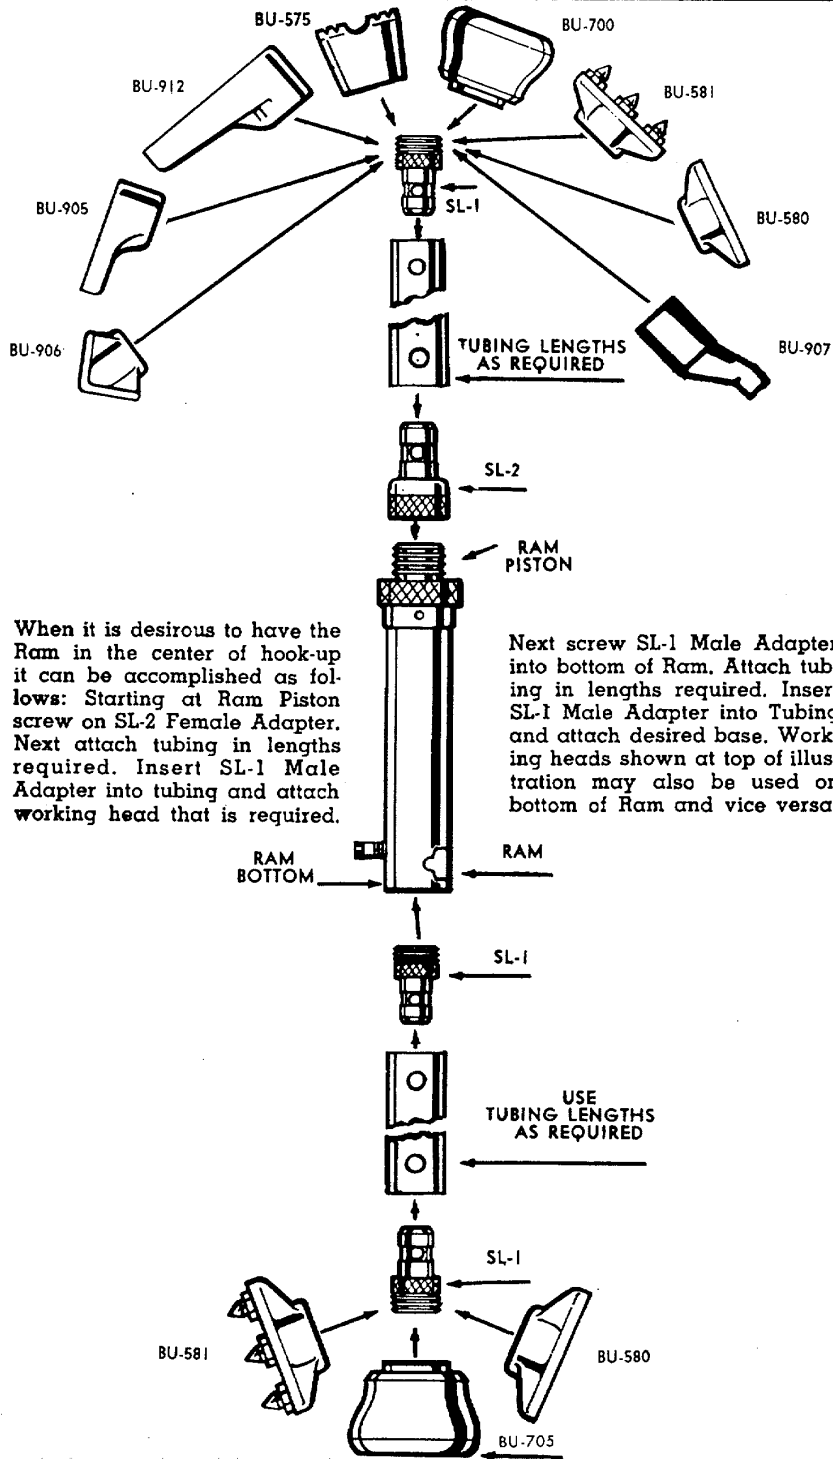 BU-575
BU-700
BU-912
BU-581
SL-1
BU-905
BU-580
BU-906
TUBING LENGTHS
AS REQUIRED
BU-907
SL-2
RAM
PISTON
When it is desirous to have the
Ram in the center of hook-up
it can be accomplished as fol-
lows: Starting at Ram Piston
screw on SL-2 Female Adapter.
Next attach tubing in lengths
required. Insert SL-1 Male
Adapter into tubing and attach
working head that is required.
Next screw SL-1 Male Adapter
into bottom of Ram. Attach tub
ing in lengths required. Inser
SL-1 Male Adapter into Tubing
and attach desired base. Work
ing heads shown at top of illus
tration may also be used or
bottom of Ram and vice versa
RAM
BOTTOM
RAM
SL-1
USE
TUBING LENGTHS
AS REQUIRED
SL-1
BU-581
BU-580
BU-705